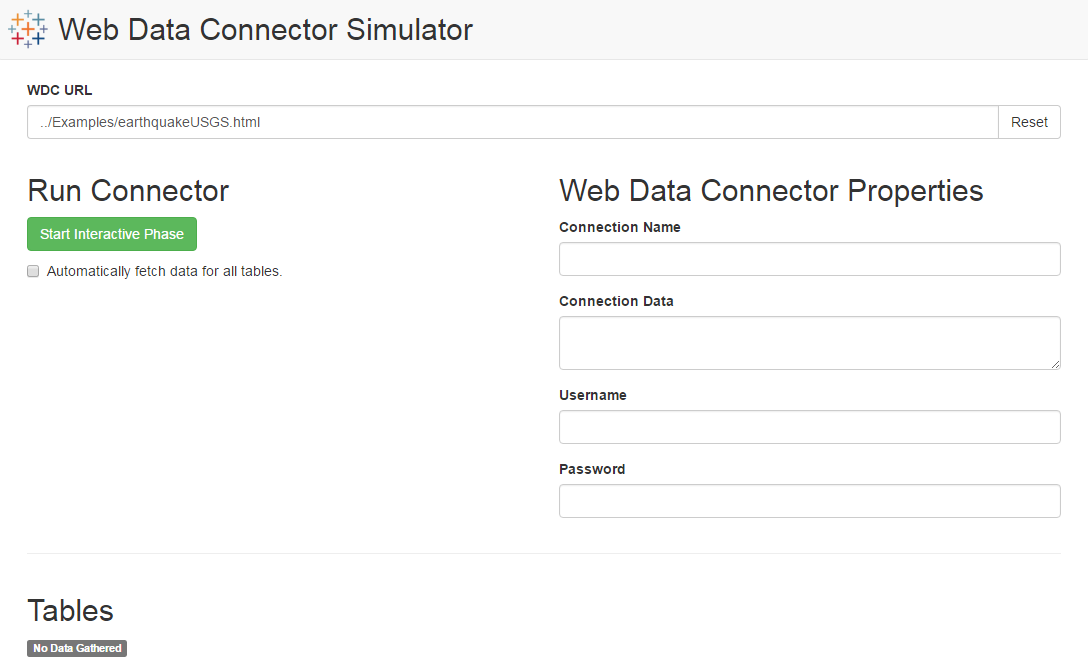 Web Data Connector Simulator
WDC URL
../Examples/earthquakeUSGS.html
Reset
Run Connector
Start Interactive Phase
Automatically fetch data for all tables.
Web Data Connector Properties
Connection Name
Connection Data
Username
Password
Tables
No Data Gathered